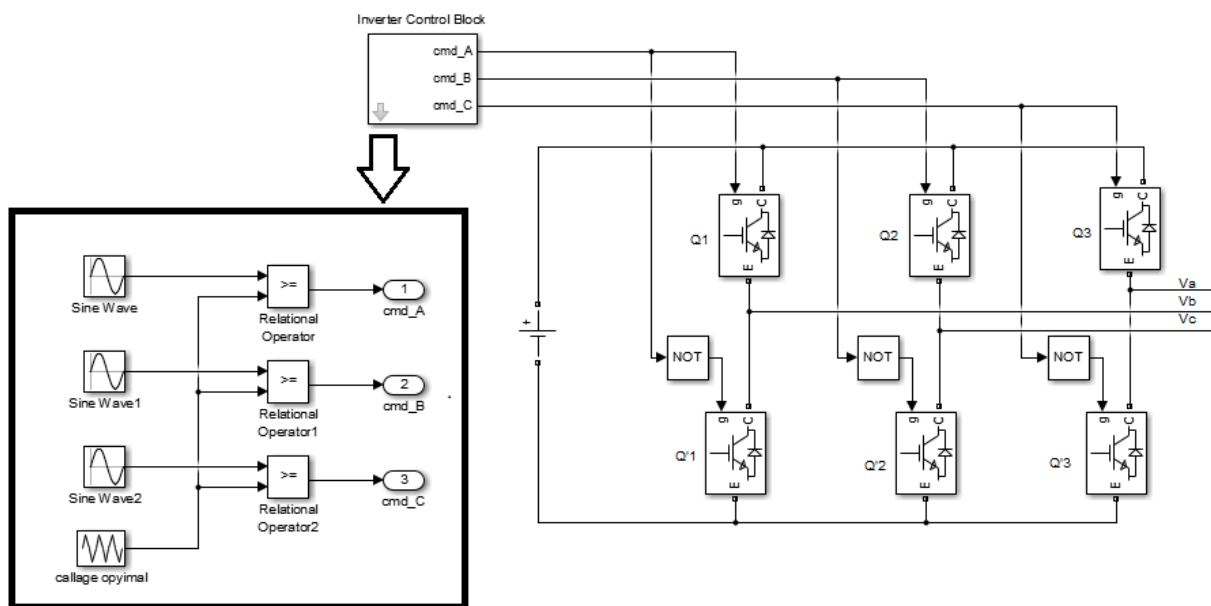 Inverter Control Block
cmd_A
cmd_B
cmd_C
g
C
E
Q1
g
C
E
Q2
g
C
E
Q3
Va
Vb
Vc
+
NOT
NOT
NOT
g
C
E
Q'1
g
C
E
Q'2
g
C
E
Q'3
Sine Wave
>=
Relational
Operator
1
cmd_A
Sine Wave1
>=
Relational
Operator1
2
cmd_B
Sine Wave2
>=
Relational
Operator2
3
cmd_C
callage opyimal